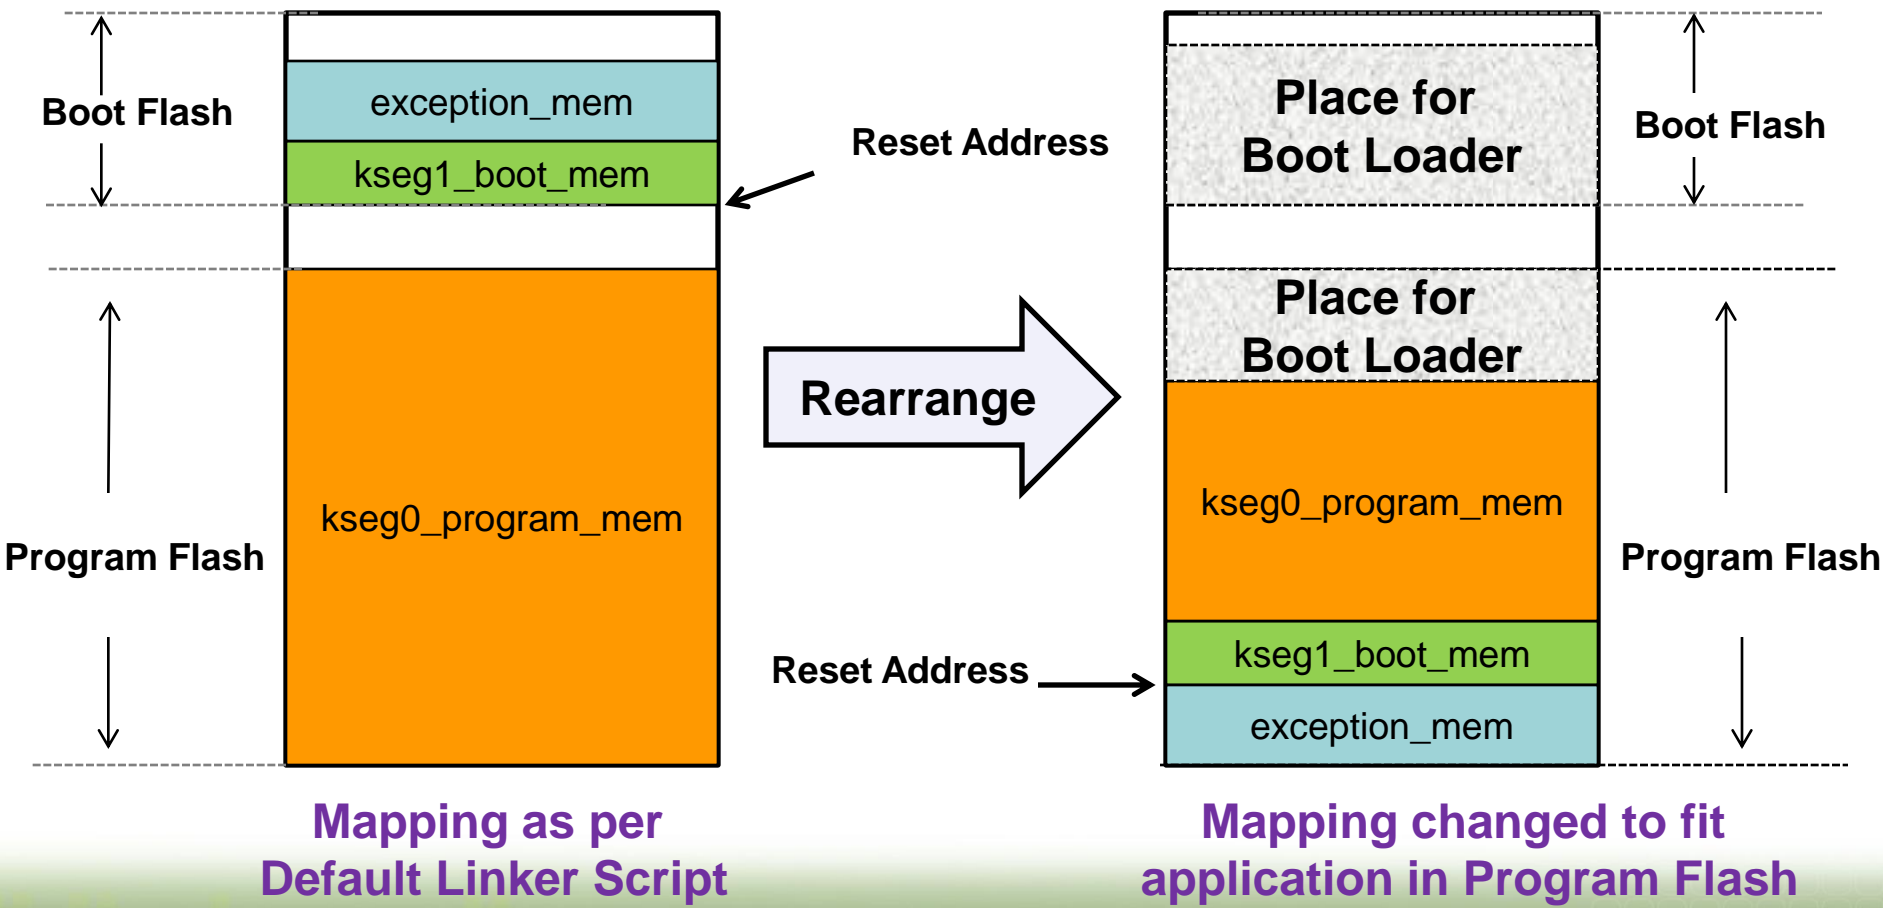 Boot Flash
exception_mem
kseg1_boot_mem
Reset Address
Program Flash
kseg0_program_mem
Mapping as per
Default Linker Script
Rearrange
Place for
Boot Loader
Boot Flash
Place for
Boot Loader
kseg0_program_mem
Program Flash
Reset Address
kseg1_boot_mem
exception_mem
Mapping changed to fit
application in Program Flash